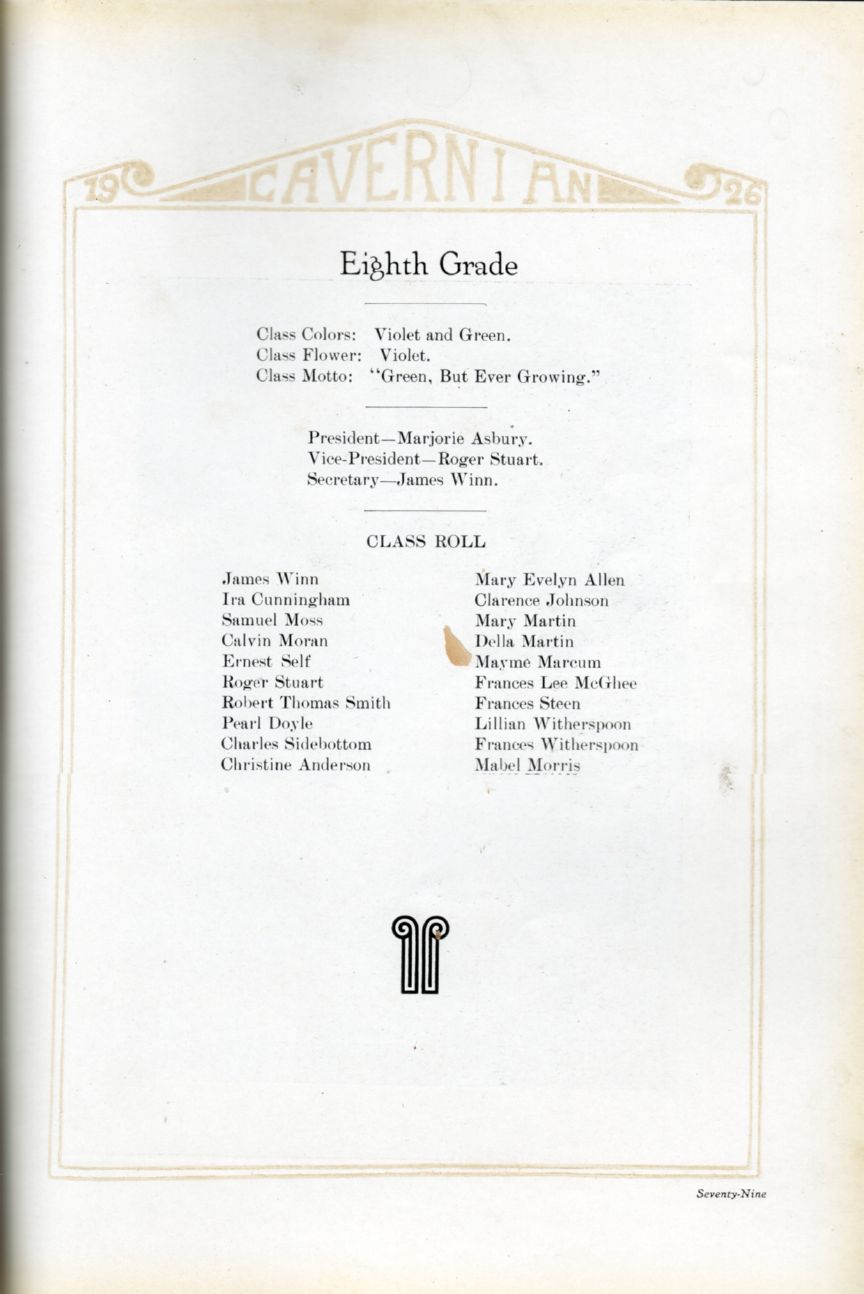 19 CAVERNIAN 26
Eighth Grade
Class Colors: Violet and Green.
Class Flower: Violet.
Class Motto: "Green, But Ever Growing."
President—Marjorie Asbury.
Vice-President—Roger Stuart.
Secretary—James Winn.
CLASS ROLL
James Winn
Ira Cunningham
Samuel Moss
Calvin Moran
Ernest Self
Roger Stuart
Robert Thomas Smith
Pearl Doyle
Charles Sidebottom
Christine Anderson
Mary Evelyn Allen
Clarence Johnson
Mary Martin
Della Martin
Mayme Marcum
Frances Lee McGhee
Frances Steen
Lillian Witherspoon
Frances Witherspoon
Mabel Morris
Seventy-Nine